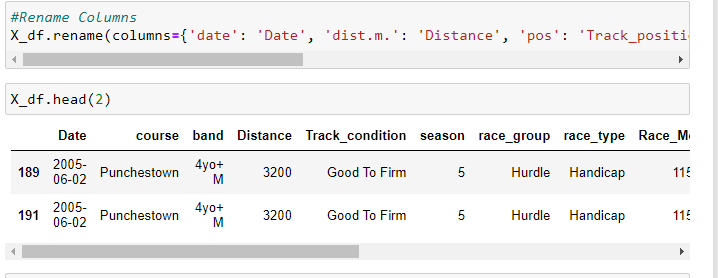 #Rename Columns
X_df.rename(columns={'date': 'Date', 'dist.m.': 'Distance', 'pos': 'Track_positi
X_df.head(2)
Date course band Distance Track_condition season race_group race_type Race_M
189 2005-06-02 Punchestown 4yo+ M 3200 Good To Firm 5 Hurdle Handicap 115
191 2005-06-02 Punchestown 4yo+ M 3200 Good To Firm 5 Hurdle Handicap 115